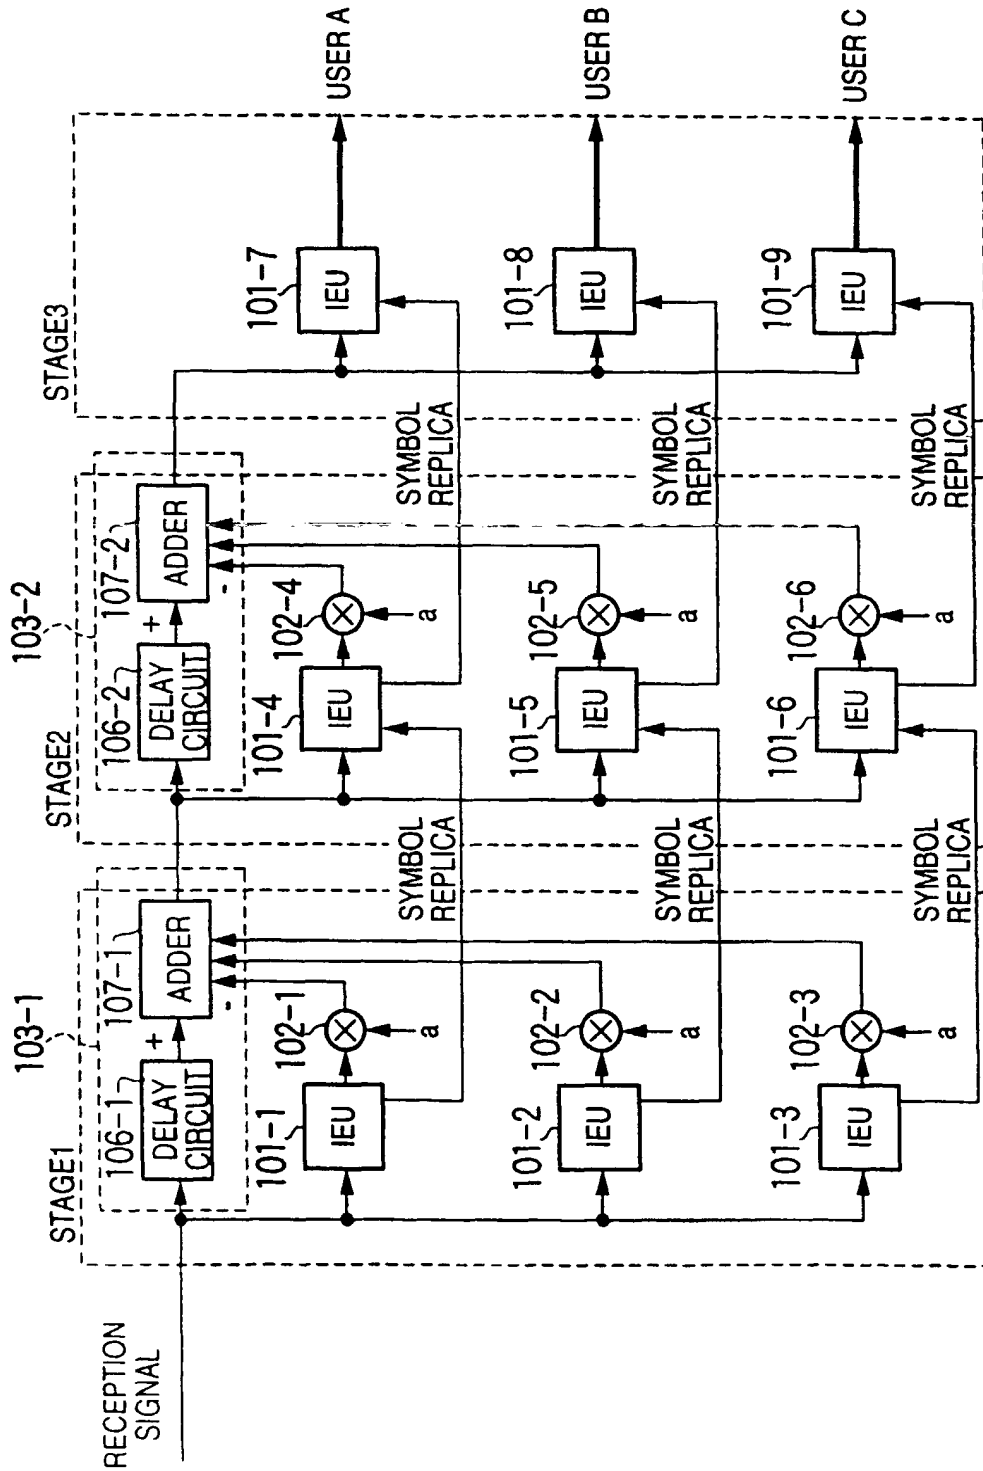 STAGE1
STAGE2
STAGE3
103-1
103-2
106-1
DELAY
CIRCUIT
+
107-1
ADDER
-
106-2
DELAY
CIRCUIT
+
107-2
ADDER
-
RECEPTION
SIGNAL
101-1
IEU
102-1
a
SYMBOL
REPLICA
101-4
IEU
102-4
a
SYMBOL
REPLICA
101-7
IEU
USER A
101-2
IEU
102-2
a
SYMBOL
REPLICA
101-5
IEU
102-5
a
SYMBOL
REPLICA
101-8
IEU
USER B
101-3
IEU
102-3
a
SYMBOL
REPLICA
101-6
IEU
102-6
a
SYMBOL
REPLICA
101-9
IEU
USER C